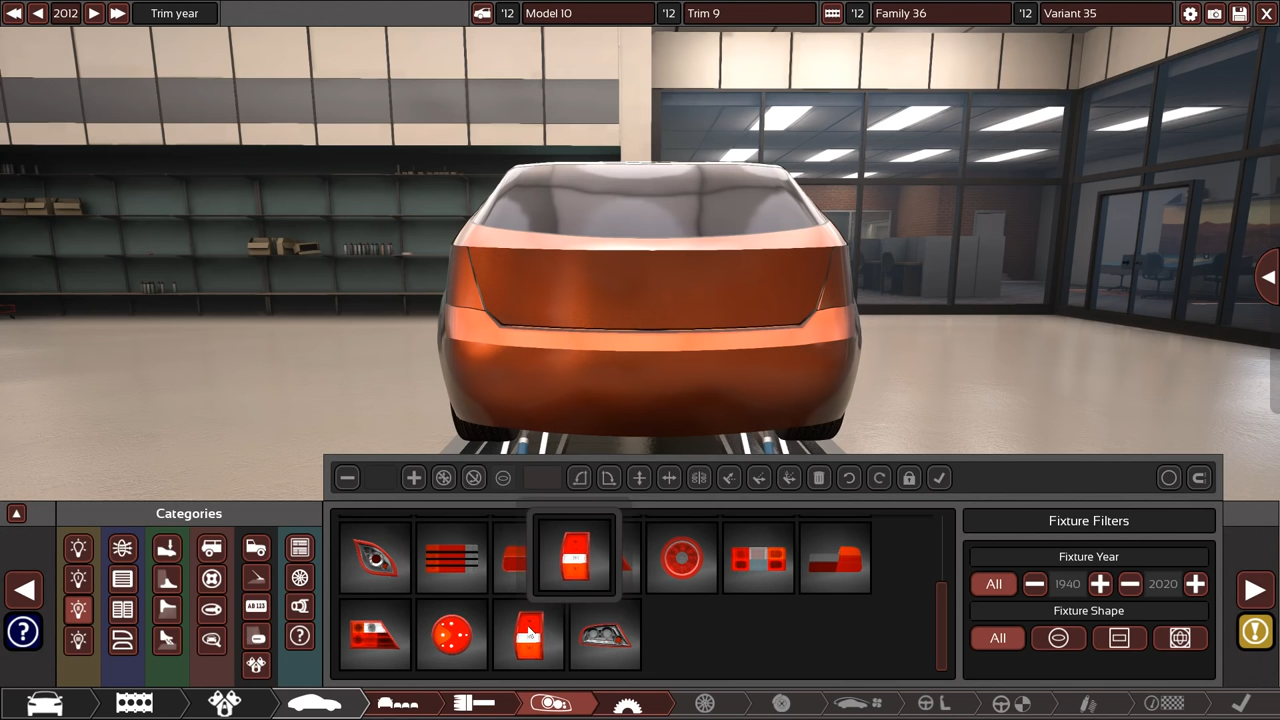 2012
Trim year
'12
Model 10
'12
Trim 9
'12
Family 36
'12
Variant 35
Categories
AB 123
Fixture Filters
Fixture Year
All
1940
2020
Fixture Shape
All